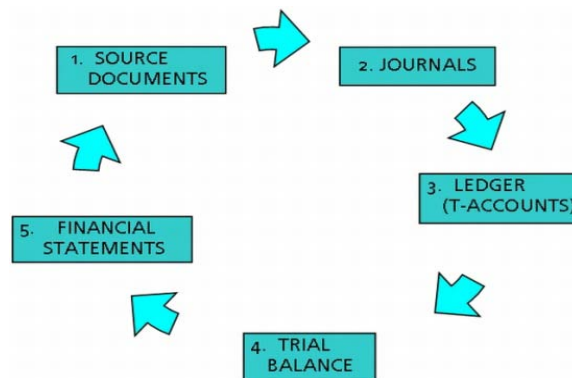 1. SOURCE
DOCUMENTS
2. JOURNALS
3. LEDGER
(T-ACCOUNTS)
4. TRIAL
BALANCE
5. FINANCIAL
STATEMENTS